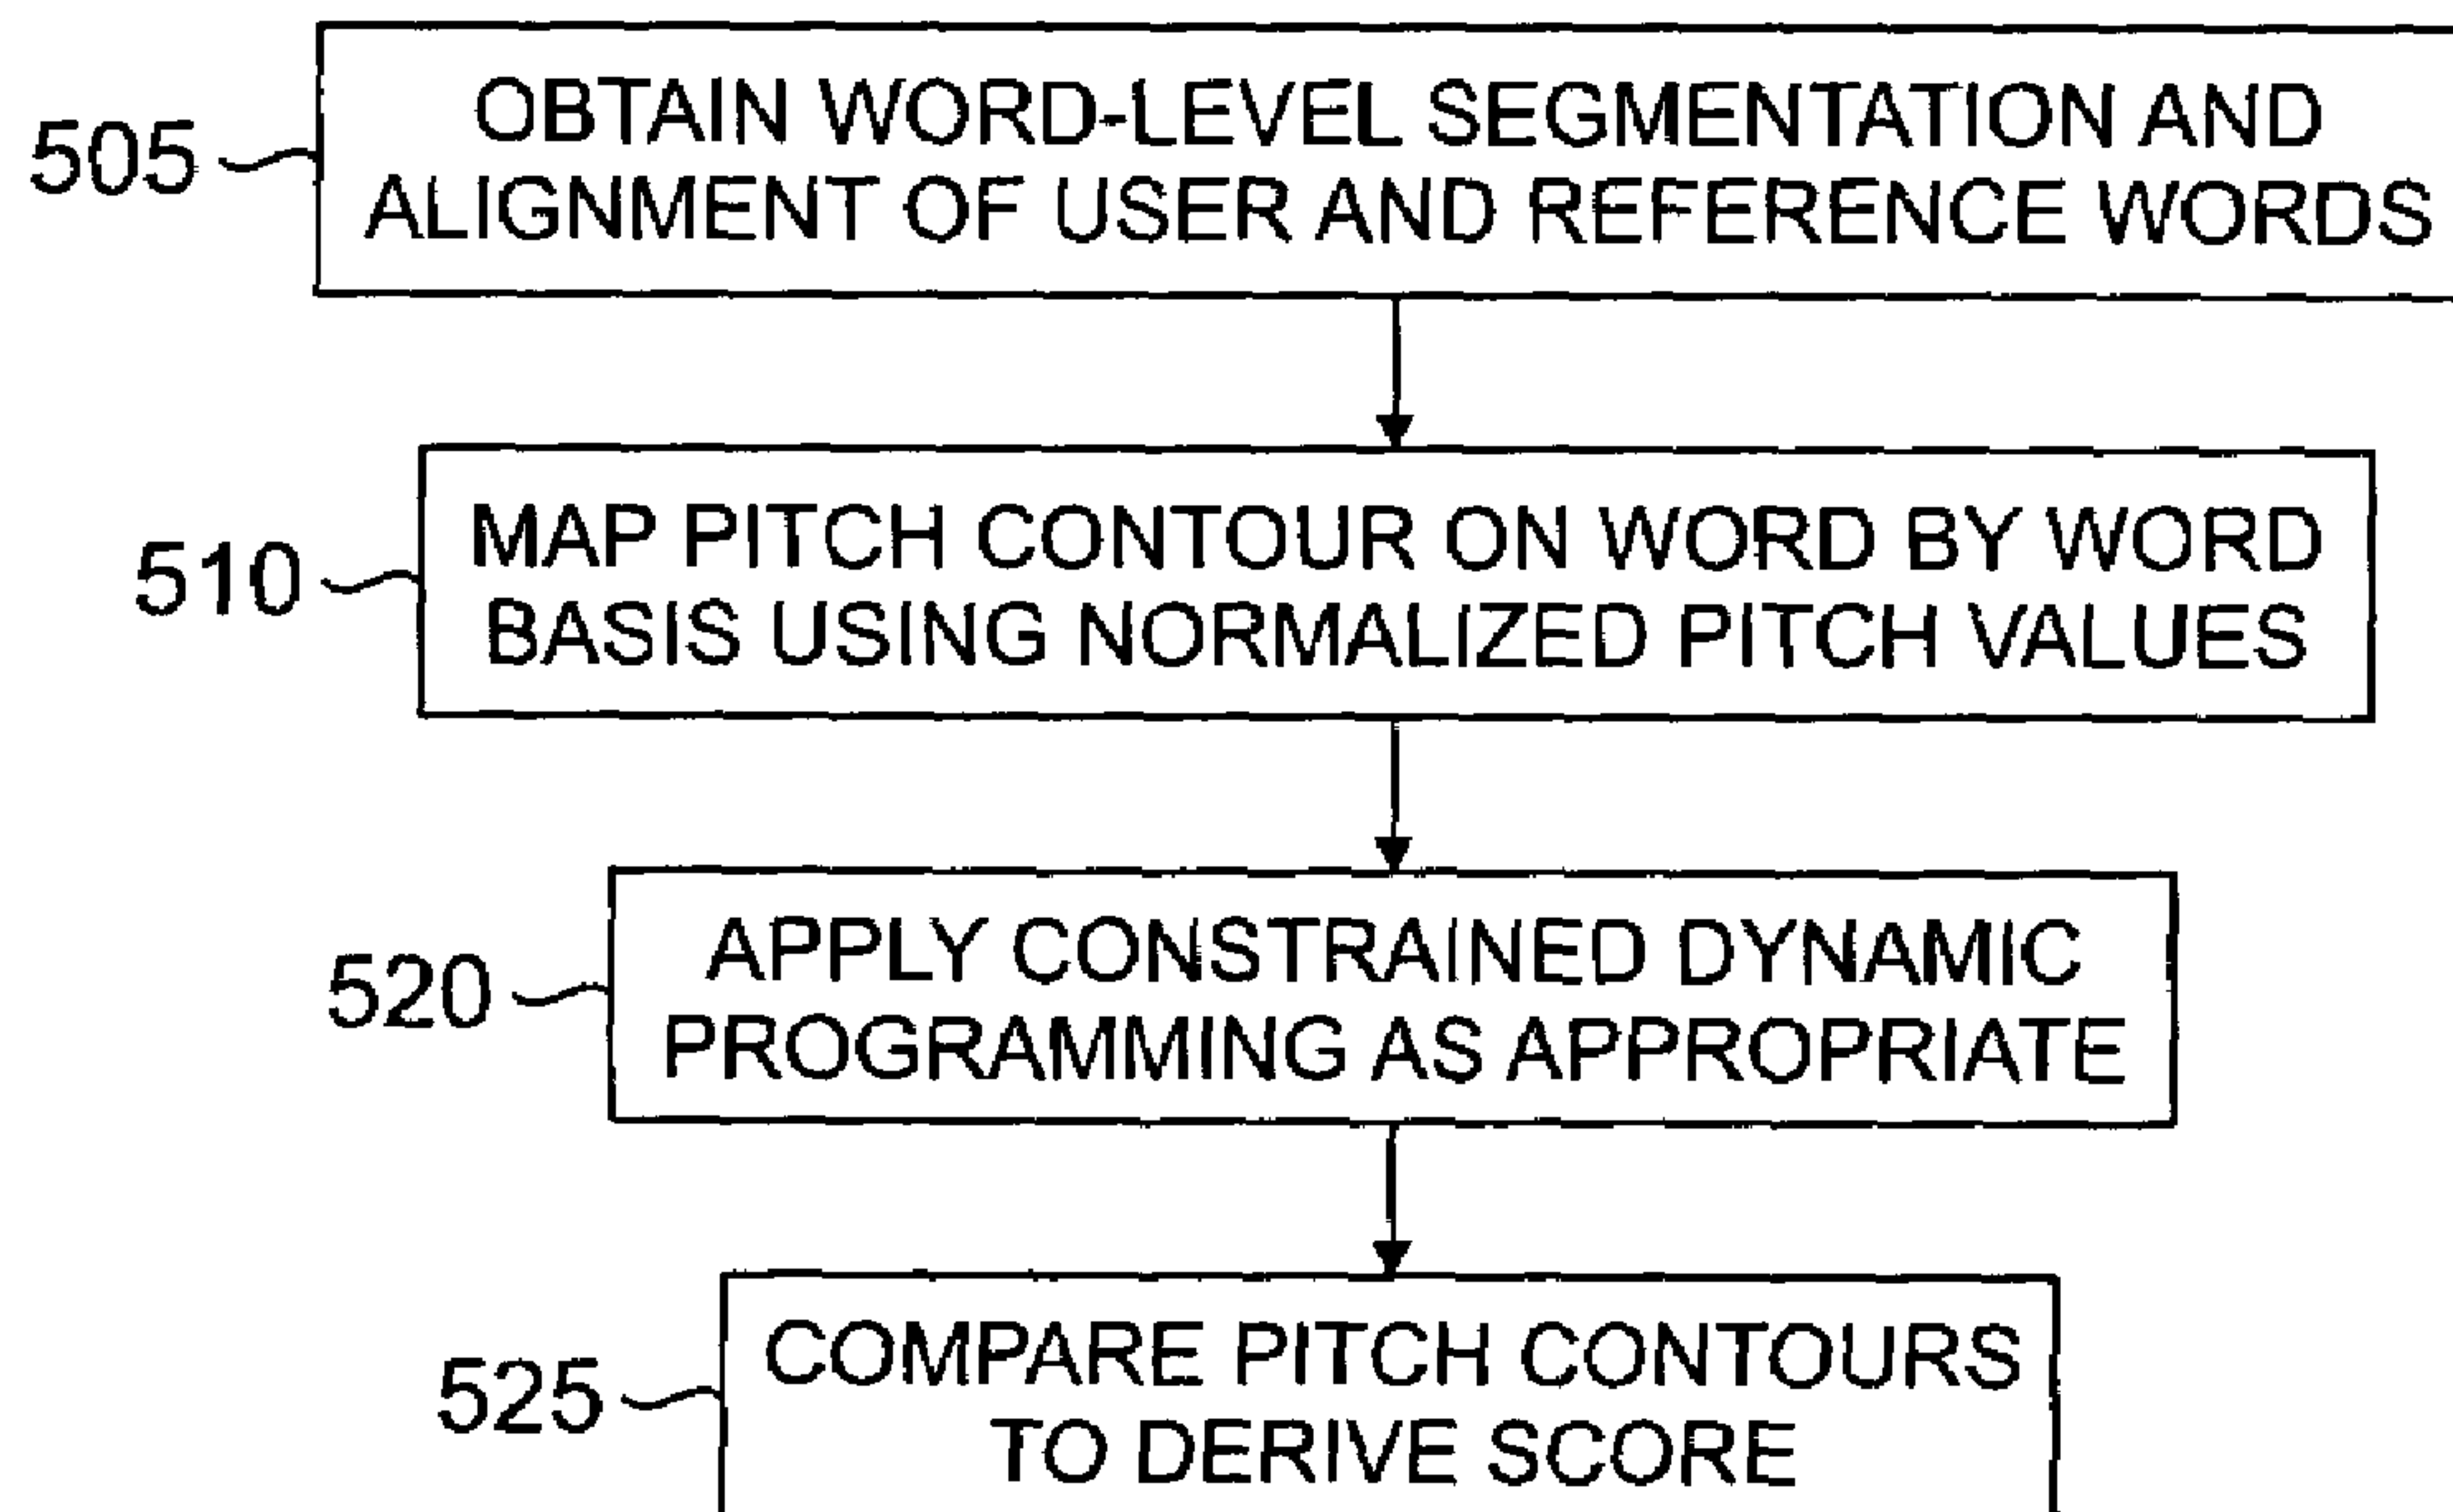 505
OBTAIN WORD-LEVEL SEGMENTATION AND
ALIGNMENT OF USER AND REFERENCE WORDS
510
MAP PITCH CONTOUR ON WORD BY WORD
BASIS USING NORMALIZED PITCH VALUES
520
APPLY CONSTRAINED DYNAMIC
PROGRAMMING AS APPROPRIATE
525
COMPARE PITCH CONTOURS
TO DERIVE SCORE